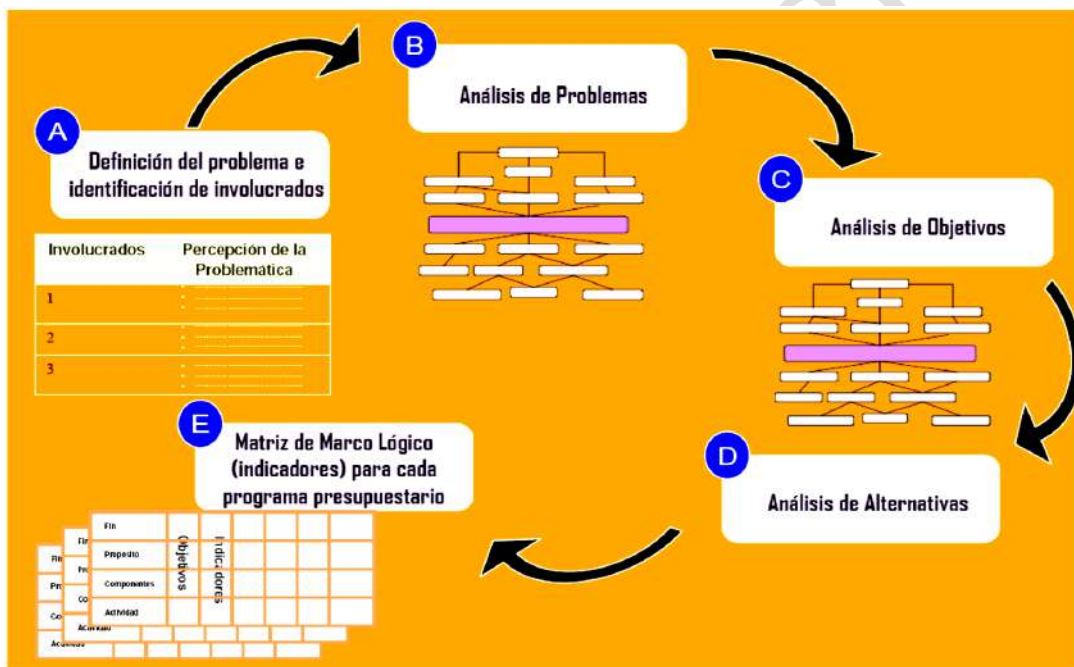 A
Definición del problema e
identificación de involucrados
Involucrados
Percepción de la
Problemática
1
2
3
B
Análisis de Problemas
C
Análisis de Objetivos
D
Análisis de Alternativas
E
Matriz de Marco Lógico
(indicadores) para cada
programa presupuestario
Fin
Proposito
Componentes
Actividad
Objetivos
Indicadores